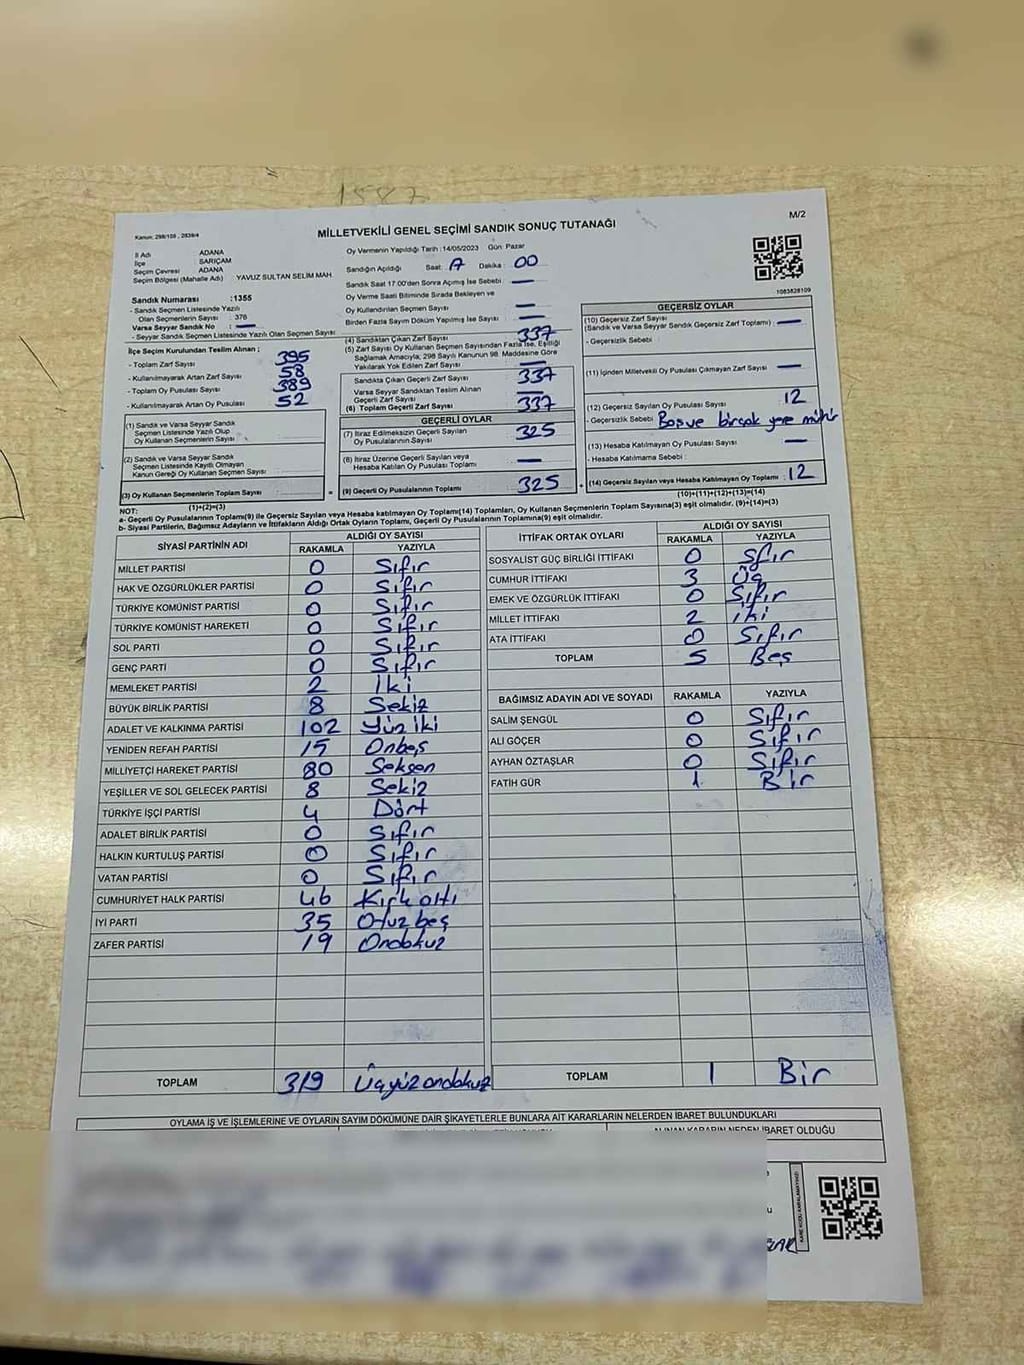 1587
M/2
Kanun: 298/105 , 2839/4
MİLLETVEKİLİ GENEL SEÇİMİ SANDIK SONUÇ TUTANAĞI
İl Adı ADANA
İlçe SARIÇAM
Seçim Çevresi ADANA
Seçim Bölgesi (Mahalle Adı) YAVUZ SULTAN SELİM MAH.
Sandık Numarası :1355
- Sandık Seçmen Listesinde Yazılı
Olan Seçmenlerin Sayısı : 376
Varsa Seyyar Sandık No : —
- Seyyar Sandık Seçmen Listesinde Yazılı Olan Seçmen Sayısı
Oy Vermenin Yapıldığı Tarih :14/05/2023 Gün Pazar
Sandığın Açıldığı Saat: Dakika : 00
Sandık Saat 17.00'den Sonra Açılmış İse Sebebi : —
Oy Verme Saati Bitiminde Sırada Bekleyen ve
Oy Kullandırılan Seçmen Sayısı —
Birden Fazla Sayım Döküm Yapılmış İse Sayısı : —
1083828109
İlçe Seçim Kurulundan Teslim Alınan ;
- Toplam Zarf Sayısı 395
- Kullanılmayarak Artan Zarf Sayısı 58
- Toplam Oy Pusulası Sayısı 389
- Kullanılmayarak Artan Oy Pusulası 52
(1) Sandık ve Varsa Seyyar Sandık
Seçmen Listesinde Yazılı Olup
Oy Kullanan Seçmenlerin Sayısı
(2) Sandık ve Varsa Seyyar Sandık
Seçmen Listesinde Kayıtlı Olmayan
Kanun Gereği Oy Kullanan Seçmen Sayısı
(3) Oy Kullanan Seçmenlerin Toplam Sayısı
(1)+(2)=(3)
(4) Sandıktan Çıkan Zarf Sayısı 337
(5) Zarf Sayısı Oy Kullanan Seçmen Sayısından Fazla İse, Eşitliği
Sağlamak Amacıyla; 298 Sayılı Kanunun 98. Maddesine Göre
Yakılarak Yok Edilen Zarf Sayısı —
Sandıkta Çıkan Geçerli Zarf Sayısı 337
Varsa Seyyar Sandıktan Teslim Alınan
Geçerli Zarf Sayısı —
(6) Toplam Geçerli Zarf Sayısı 337
GEÇERLİ OYLAR
(7) İtiraz Edilmeksizin Geçerli Sayılan
Oy Pusulalarının Sayısı: 325
(8) İtiraz Üzerine Geçerli Sayılan veya
Hesaba Katılan Oy Pusulası Toplamı —
= (9) Geçerli Oy Pusulalarının Toplamı 325
GEÇERSİZ OYLAR
(10) Geçersiz Zarf Sayısı
(Sandık ve Varsa Seyyar Sandık Geçersiz Zarf Toplamı) : —
- Geçersizlik Sebebi
(11) İçinden Milletvekili Oy Pusulası Çıkmayan Zarf Sayısı —
(12) Geçersiz Sayılan Oy Pusulası Sayısı 12
- Geçersizlik Sebebi Boş ve birçok yere mühür
(13) Hesaba Katılmayan Oy Pusulası Sayısı —
- Hesaba Katılmama Sebebi :
+ (14) Geçersiz Sayılan veya Hesaba Katılmayan Oy Toplamı : 12
(10)+(11)+(12)+(13)=(14)
NOT:
a- Geçerli Oy Pusulalarının Toplamı(9) ile Geçersiz Sayılan veya Hesaba Katılmayan Oy Toplamı(14) Toplamları, Oy Kullanan Seçmenlerin Toplam Sayısına(3) eşit olmalıdır. (9)+(14)=(3)
b- Siyasi Partilerin, Bağımsız Adayların ve İttifakların Aldığı Ortak Oyların Toplamı, Geçerli Oy Pusulalarının Toplamına(9) eşit olmalıdır.
SİYASİ PARTİNİN ADI ALDIĞI OY SAYISI
RAKAMLA YAZIYLA
MİLLET PARTİSİ 0 Sıfır
HAK VE ÖZGÜRLÜKLER PARTİSİ 0 Sıfır
TÜRKİYE KOMÜNİST PARTİSİ 0 Sıfır
TÜRKİYE KOMÜNİST HAREKETİ 0 Sıfır
SOL PARTİ 0 Sıfır
GENÇ PARTİ 0 Sıfır
MEMLEKET PARTİSİ 2 İki
BÜYÜK BİRLİK PARTİSİ 8 Sekiz
ADALET VE KALKINMA PARTİSİ 102 Yüz iki
YENİDEN REFAH PARTİSİ 15 Onbeş
MİLLİYETÇİ HAREKET PARTİSİ 80 Seksen
YEŞİLLER VE SOL GELECEK PARTİSİ 8 Sekiz
TÜRKİYE İŞÇİ PARTİSİ 4 Dört
ADALET BİRLİK PARTİSİ 0 Sıfır
HALKIN KURTULUŞ PARTİSİ 0 Sıfır
VATAN PARTİSİ 0 Sıfır
CUMHURİYET HALK PARTİSİ 46 Kırk altı
İYİ PARTİ 35 Otuz beş
ZAFER PARTİSİ 19 Ondokuz
TOPLAM 319 Üçyüz ondokuz
İTTİFAK ORTAK OYLARI ALDIĞI OY SAYISI
RAKAMLA YAZIYLA
SOSYALİST GÜÇ BİRLİĞİ İTTİFAKI 0 Sıfır
CUMHUR İTTİFAKI 3 Üç
EMEK VE ÖZGÜRLÜK İTTİFAKI 0 Sıfır
MİLLET İTTİFAKI 2 iki
ATA İTTİFAKI 0 Sıfır
TOPLAM 5 Beş
BAĞIMSIZ ADAYIN ADI VE SOYADI RAKAMLA YAZIYLA
SALİM ŞENGÜL 0 Sıfır
ALİ GÖÇER 0 Sıfır
AYHAN ÖZTAŞLAR 0 Sıfır
FATİH GÜR 1 Bir
TOPLAM 1 Bir
OYLAMA İŞ VE İŞLEMLERİNE VE OYLARIN SAYIM DÖKÜMÜNE DAİR ŞİKAYETLERLE BUNLARA AİT KARARLARIN NELERDEN İBARET BULUNDUKLARI
ALINAN KARARIN NEDEN İBARET OLDUĞU
KARE KODU KARALAMAYINIZ!